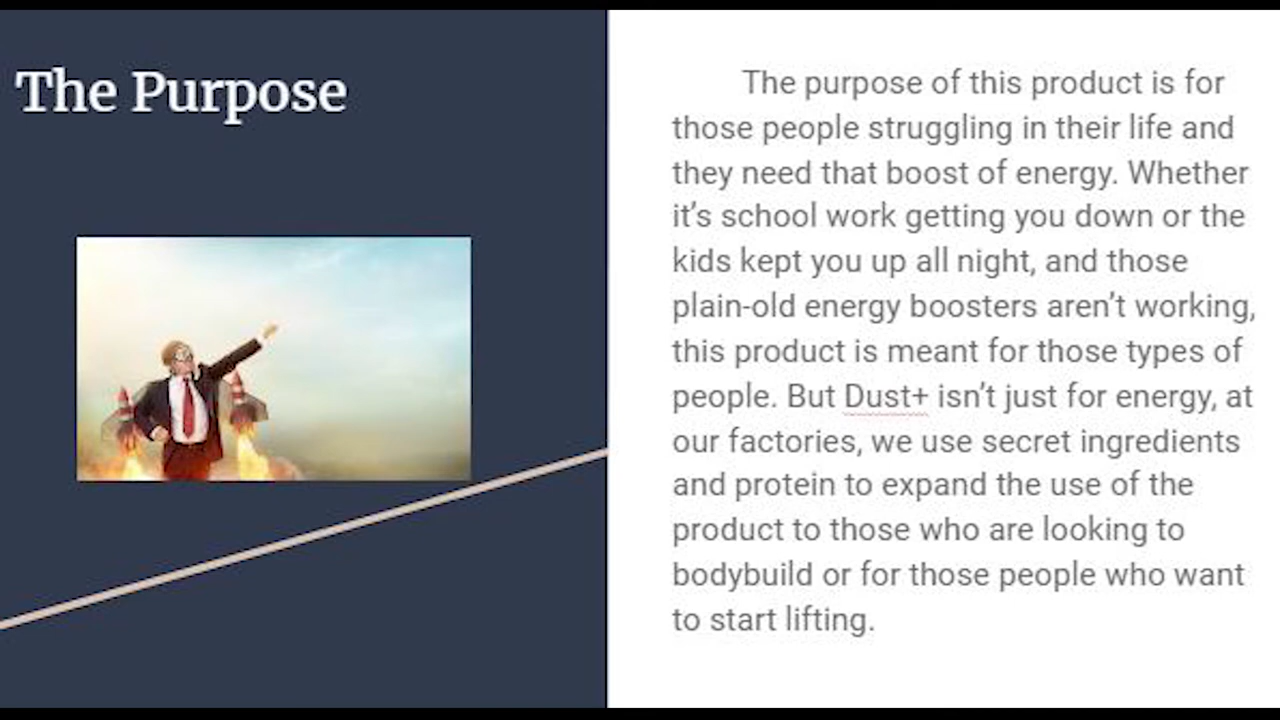 The Purpose
The purpose of this product is for
those people struggling in their life and
they need that boost of energy. Whether
it’s school work getting you down or the
kids kept you up all night, and those
plain-old energy boosters aren’t working,
this product is meant for those types of
people. But Dust+ isn’t just for energy, at
our factories, we use secret ingredients
and protein to expand the use of the
product to those who are looking to
bodybuild or for those people who want
to start lifting.